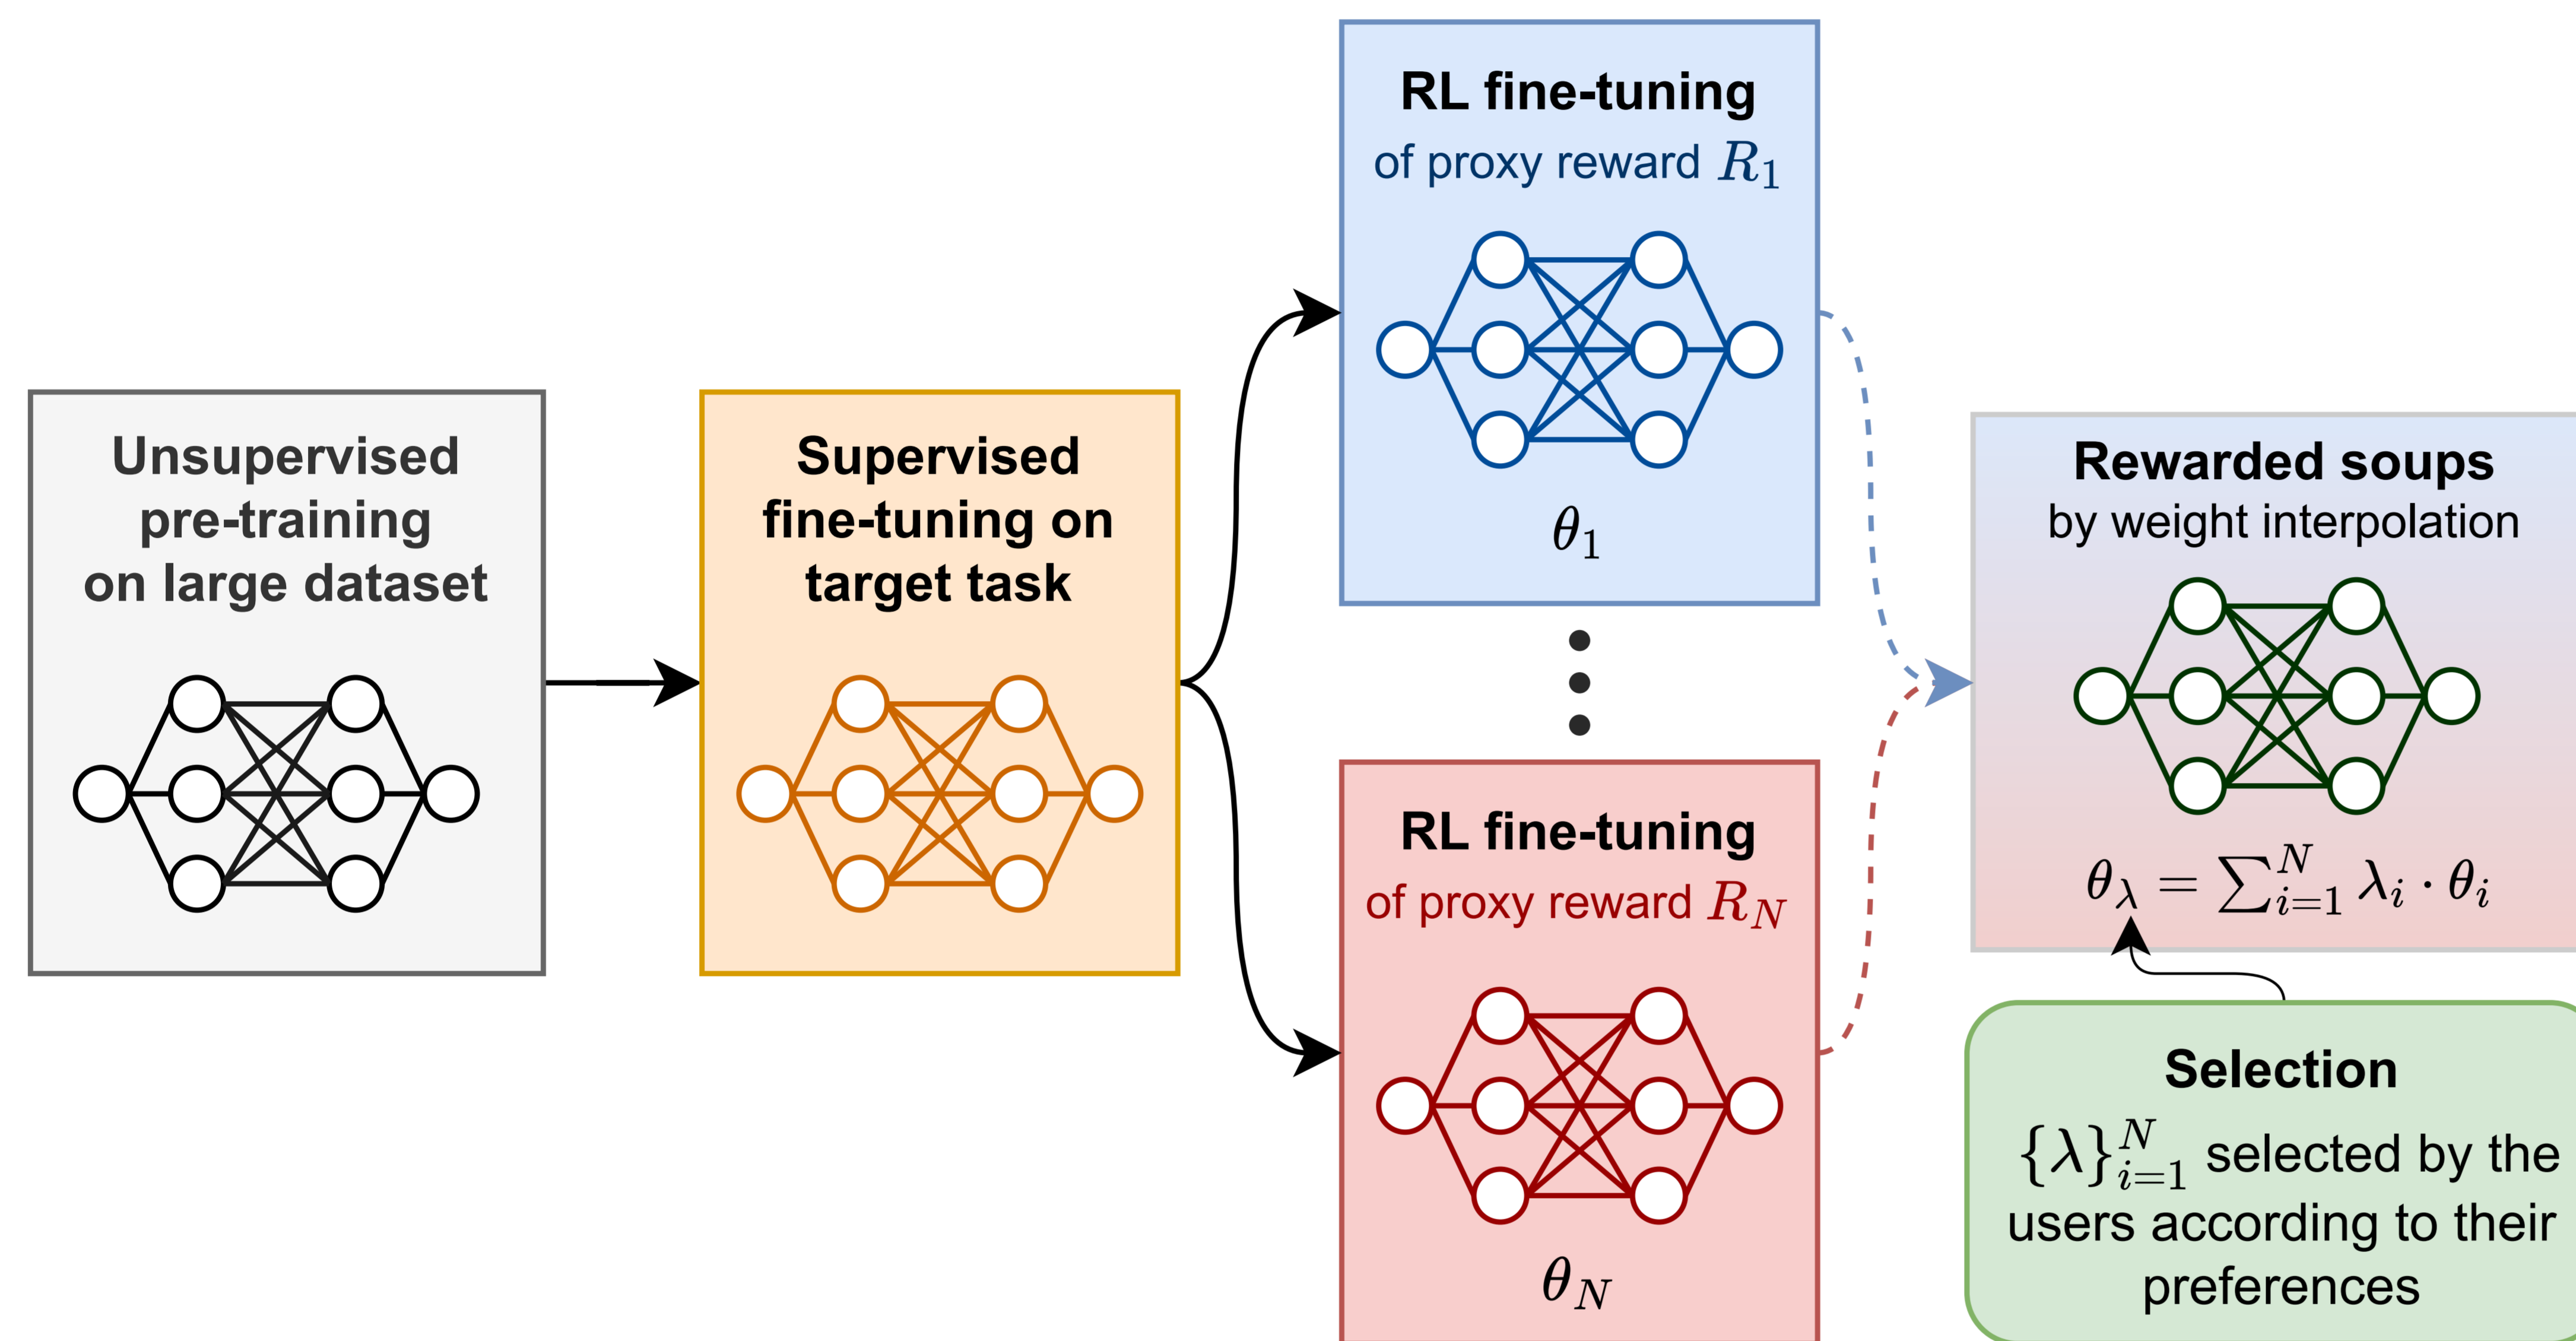 Unsupervised
pre-training
on large dataset
Supervised
fine-tuning on
target task
RL fine-tuning
of proxy reward R_1
θ_1
RL fine-tuning
of proxy reward R_N
θ_N
Rewarded soups
by weight interpolation
θ_λ = ∑_{i=1}^N λ_i · θ_i
Selection
{λ}_{i=1}^N selected by the
users according to their
preferences